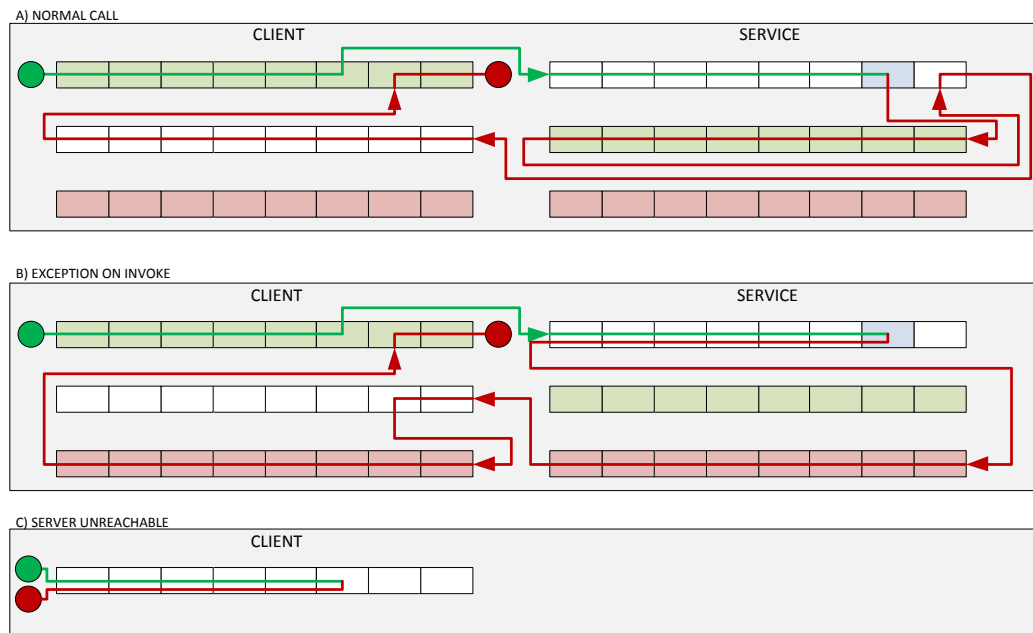 A) NORMAL CALL
CLIENT
SERVICE
B) EXCEPTION ON INVOKE
CLIENT
SERVICE
C) SERVER UNREACHABLE
CLIENT